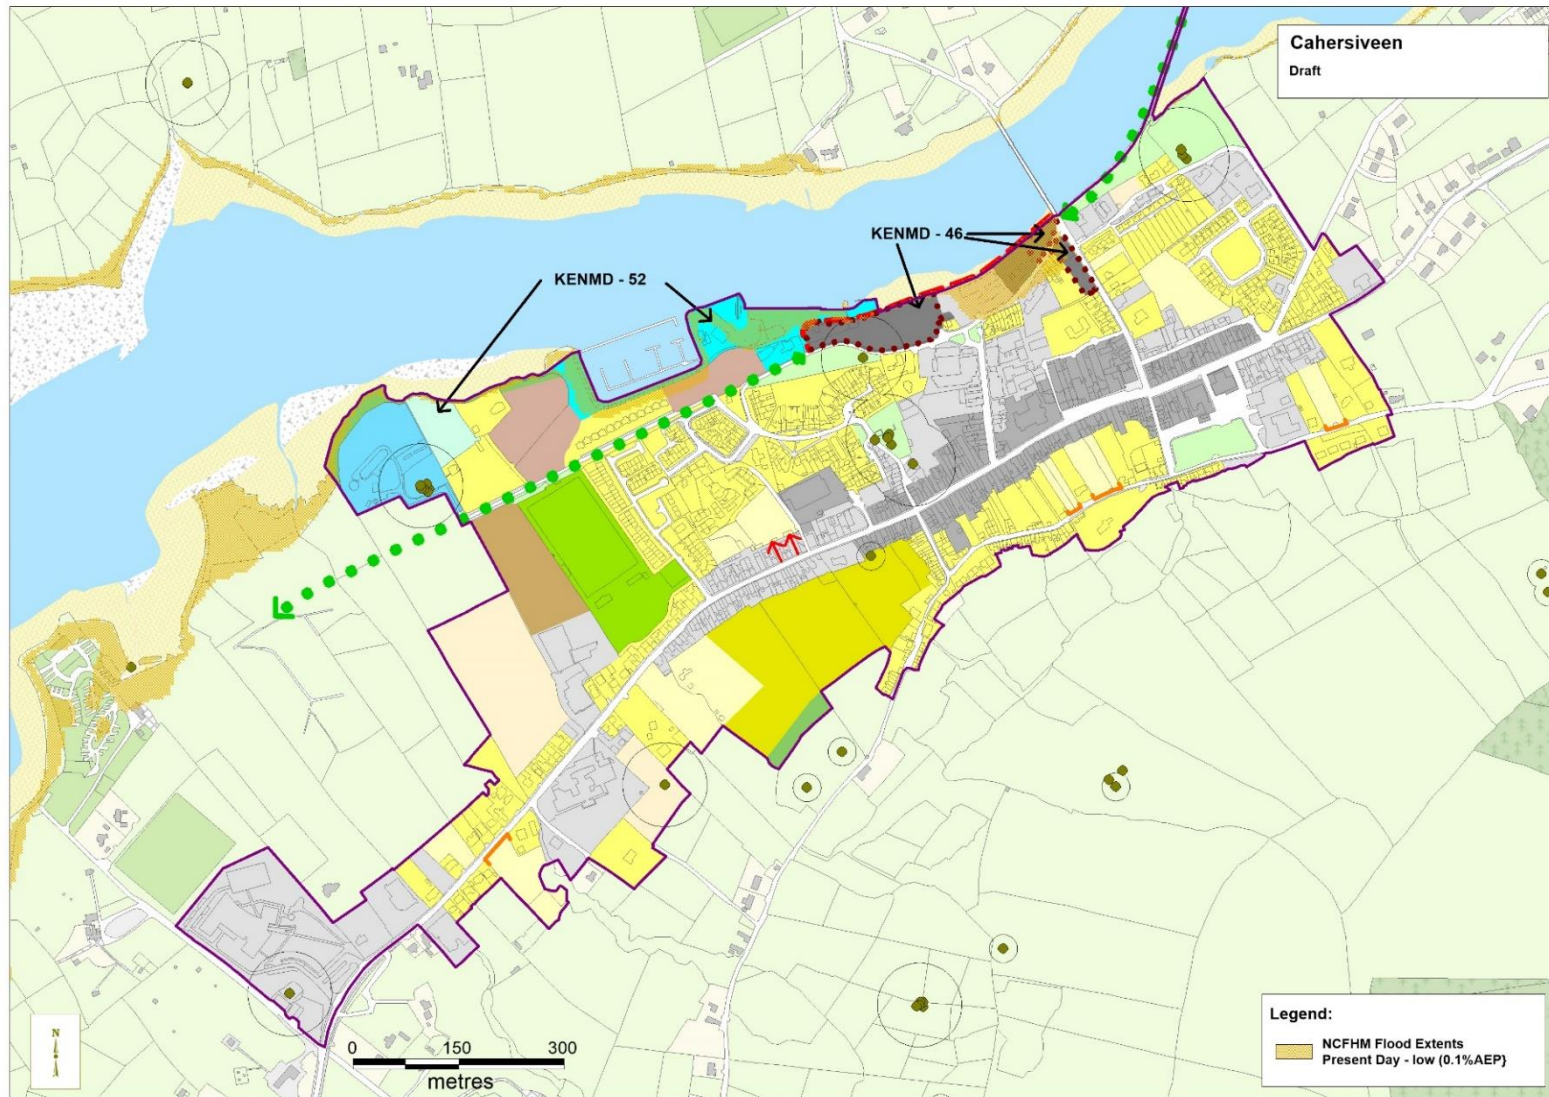 Cahersiveen
Draft
KENMD - 46
KENMD - 52
N
0 150 300
metres
Legend:
NCFHM Flood Extents
Present Day - low (0.1%AEP}